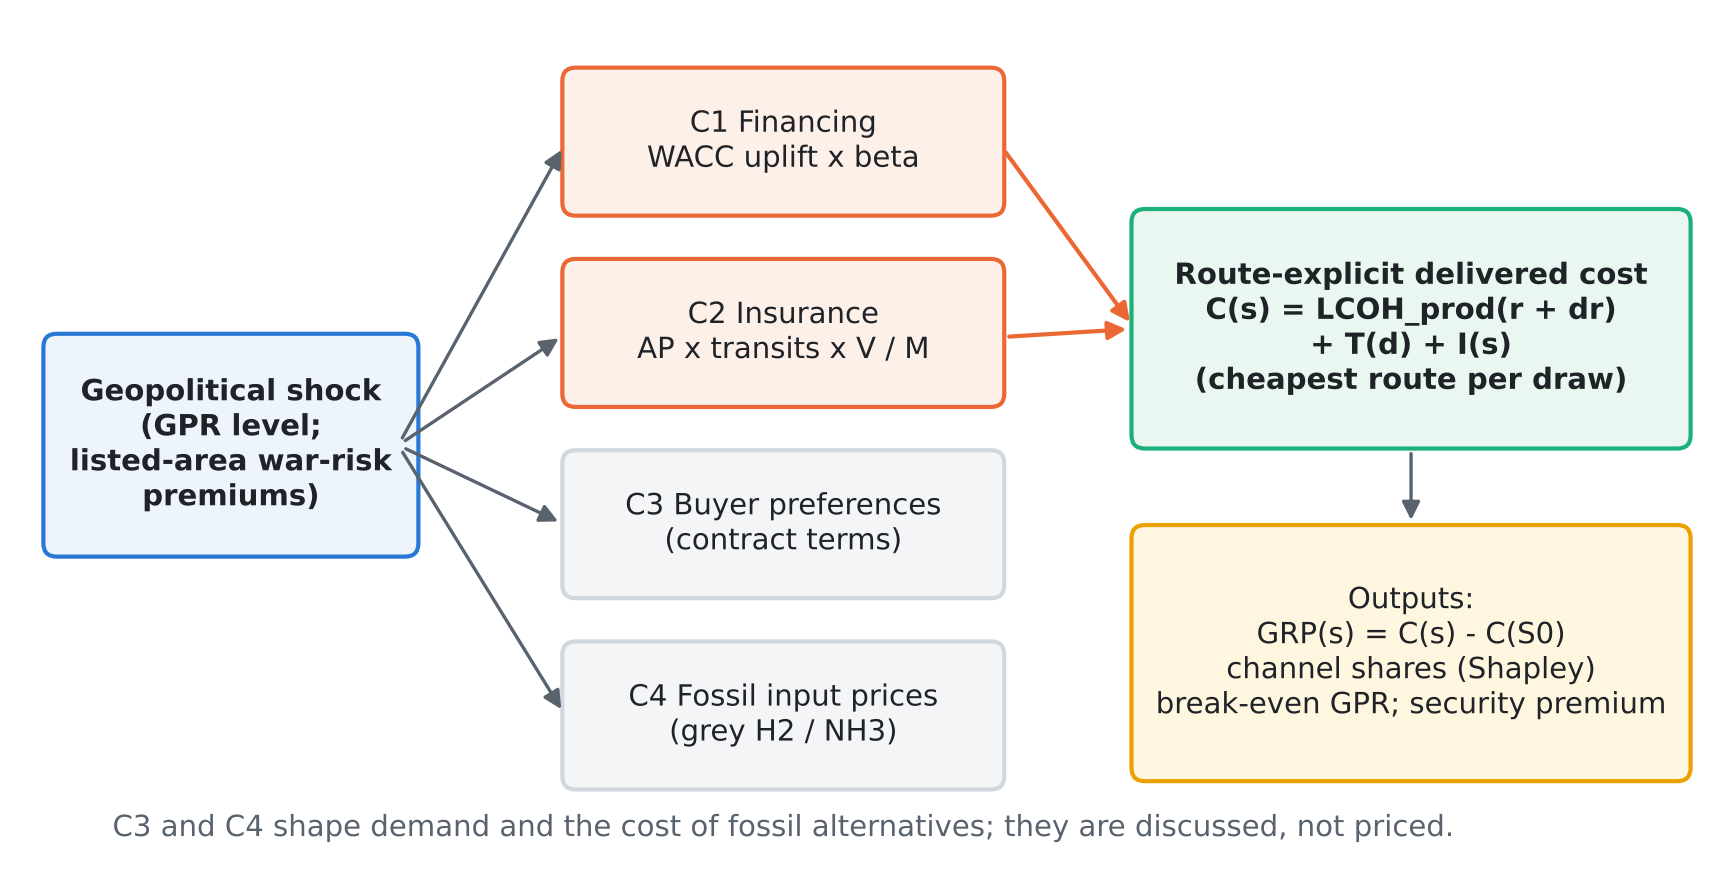 Geopolitical shock
(GPR level;
listed-area war-risk
premiums)
C1 Financing
WACC uplift x beta
C2 Insurance
AP x transits x V / M
C3 Buyer preferences
(contract terms)
C4 Fossil input prices
(grey H2 / NH3)
Route-explicit delivered cost
C(s) = LCOH_prod(r + dr)
+ T(d) + I(s)
(cheapest route per draw)
Outputs:
GRP(s) = C(s) - C(S0)
channel shares (Shapley)
break-even GPR; security premium
C3 and C4 shape demand and the cost of fossil alternatives; they are discussed, not priced.